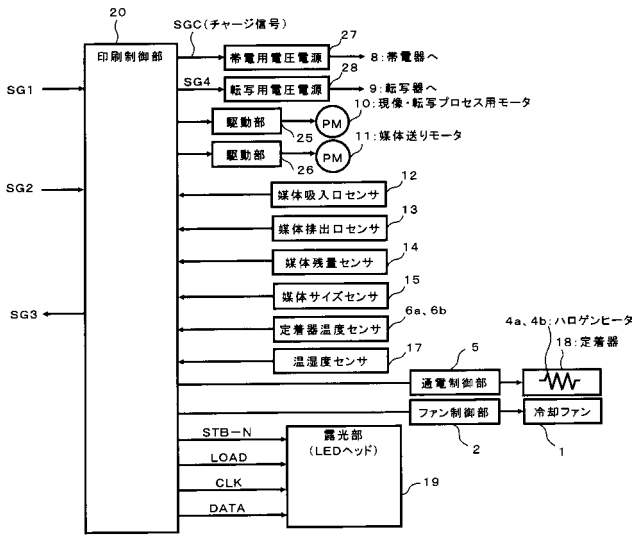 20
SGC(チャージ信号)
27
印刷制御部
帯電用電圧電源
8:帯電器へ
SG1
SG4
28
転写用電圧電源
9:転写器へ
10:現像・転写プロセス用モータ
駆動部
25
PM
11:媒体送りモータ
駆動部
26
PM
SG2
12
媒体吸入口センサ
13
媒体排出口センサ
14
媒体残量センサ
15
媒体サイズセンサ
SG3
6a、6b
定着器温度センサ
4a、4b:ハロゲンヒータ
17
温湿度センサ
5
18:定着器
通電制御部
ファン制御部
冷却ファン
2
1
STB-N
LOAD
CLK
DATA
露光部
(LEDヘッド)
19